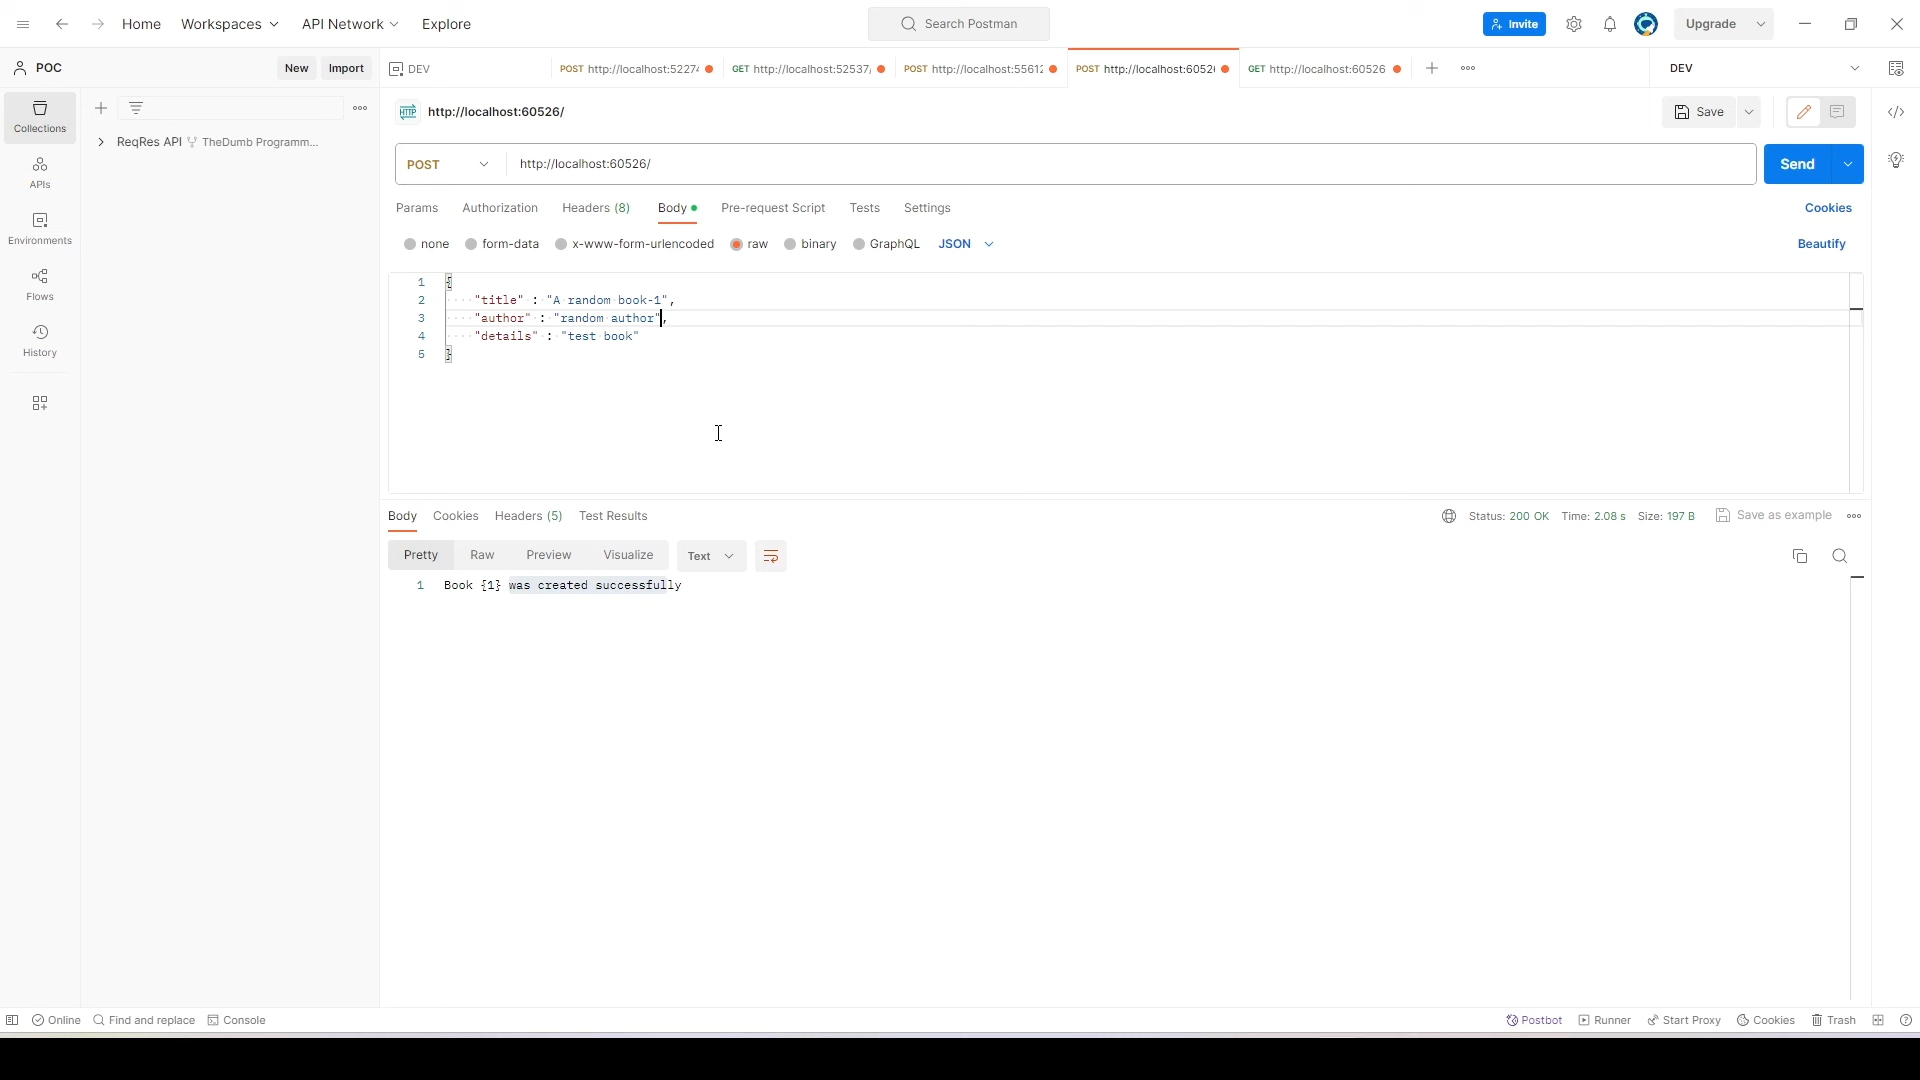 Home Workspaces API Network Explore Search Postman Invite Upgrade
POC New Import DEV POST http://localhost:52274 GET http://localhost:52537/ POST http://localhost:55612 POST http://localhost:6052 GET http://localhost:60526 DEV
Collections
APIs
Environments
Flows
History
ReqRes API TheDumb Programm...
HTTP http://localhost:60526/ Save
POST http://localhost:60526/ Send
Params Authorization Headers (8) Body Pre-request Script Tests Settings Cookies
none form-data x-www-form-urlencoded raw binary GraphQL JSON Beautify
1 {
2 "title" : "A random book-1",
3 "author" : "random author",
4 "details" : "test book"
5 }
Body Cookies Headers (5) Test Results Status: 200 OK Time: 2.08 s Size: 197 B Save as example
Pretty Raw Preview Visualize Text
1 Book {1} was created successfully
Online Find and replace Console Postbot Runner Start Proxy Cookies Trash